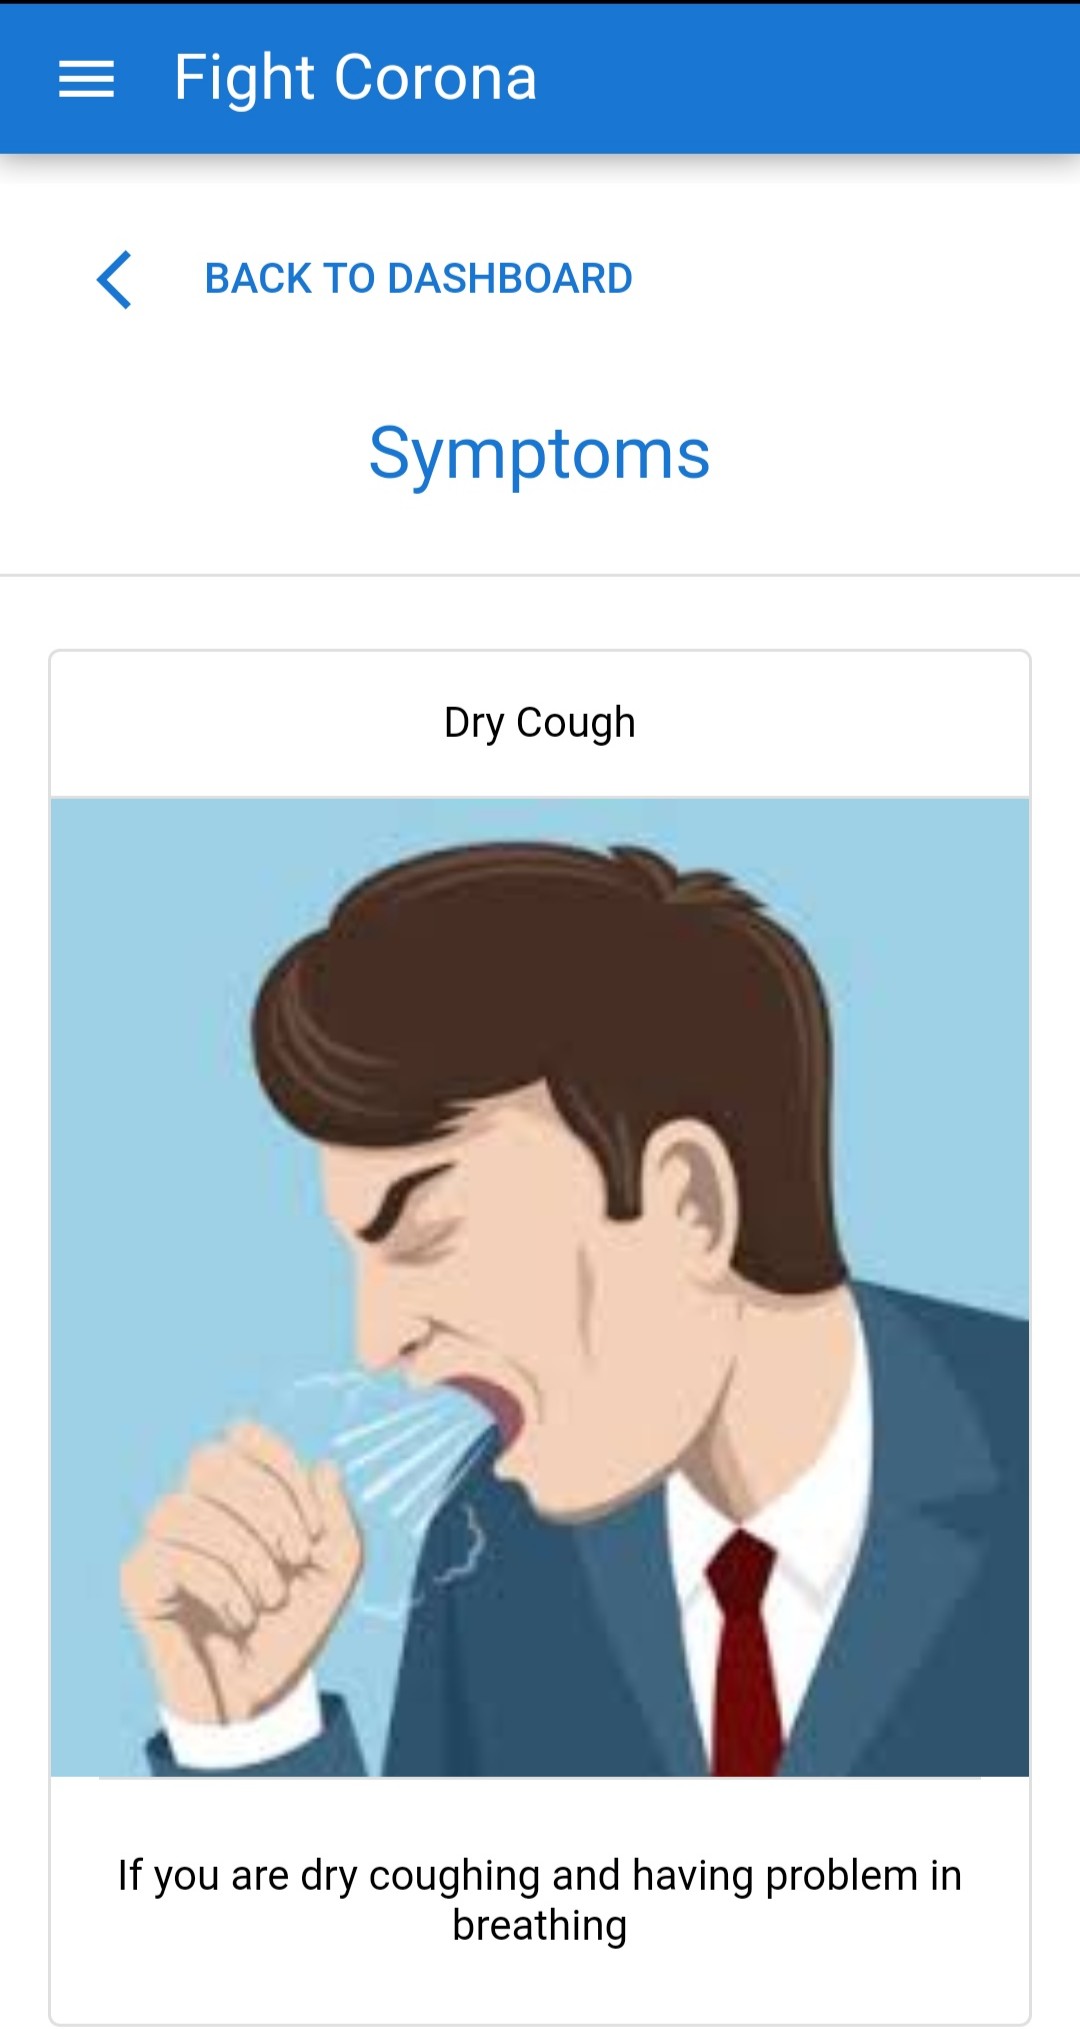 Fight Corona
BACK TO DASHBOARD
Symptoms
Dry Cough
If you are dry coughing and having problem in
breathing